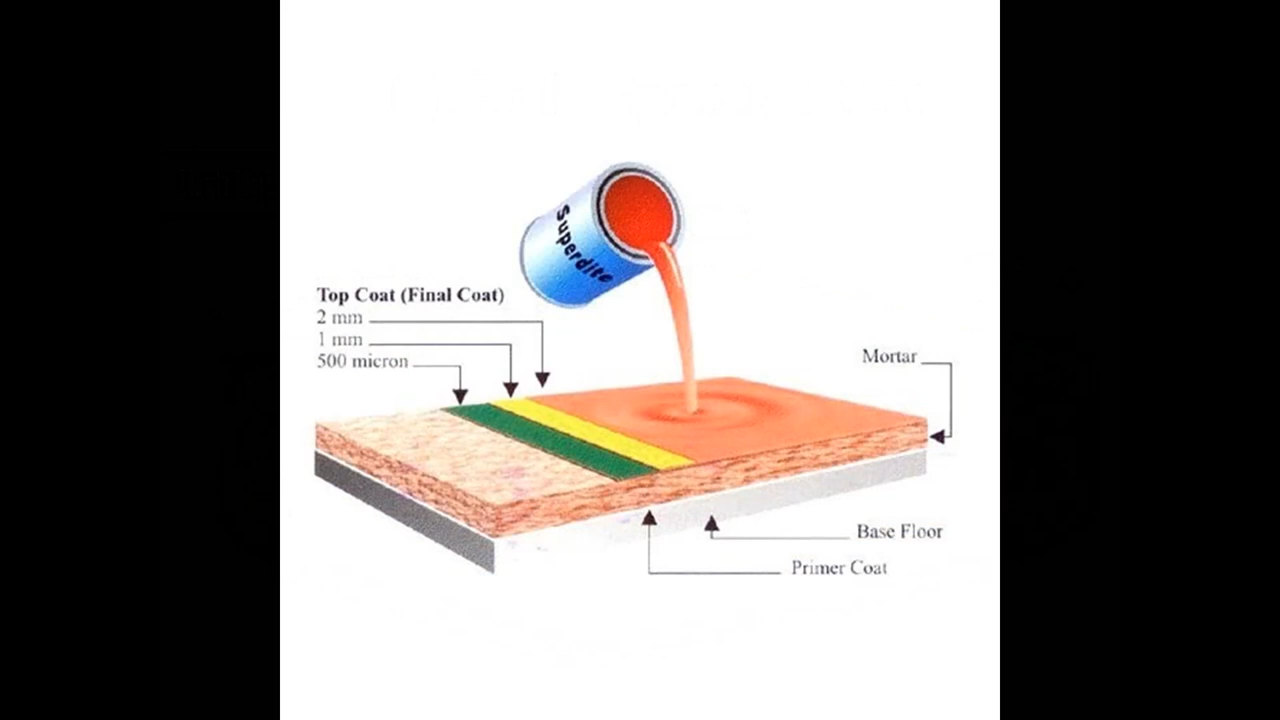 Superdite
Top Coat (Final Coat)
2 mm
1 mm
500 micron
Mortar
Base Floor
Primer Coat